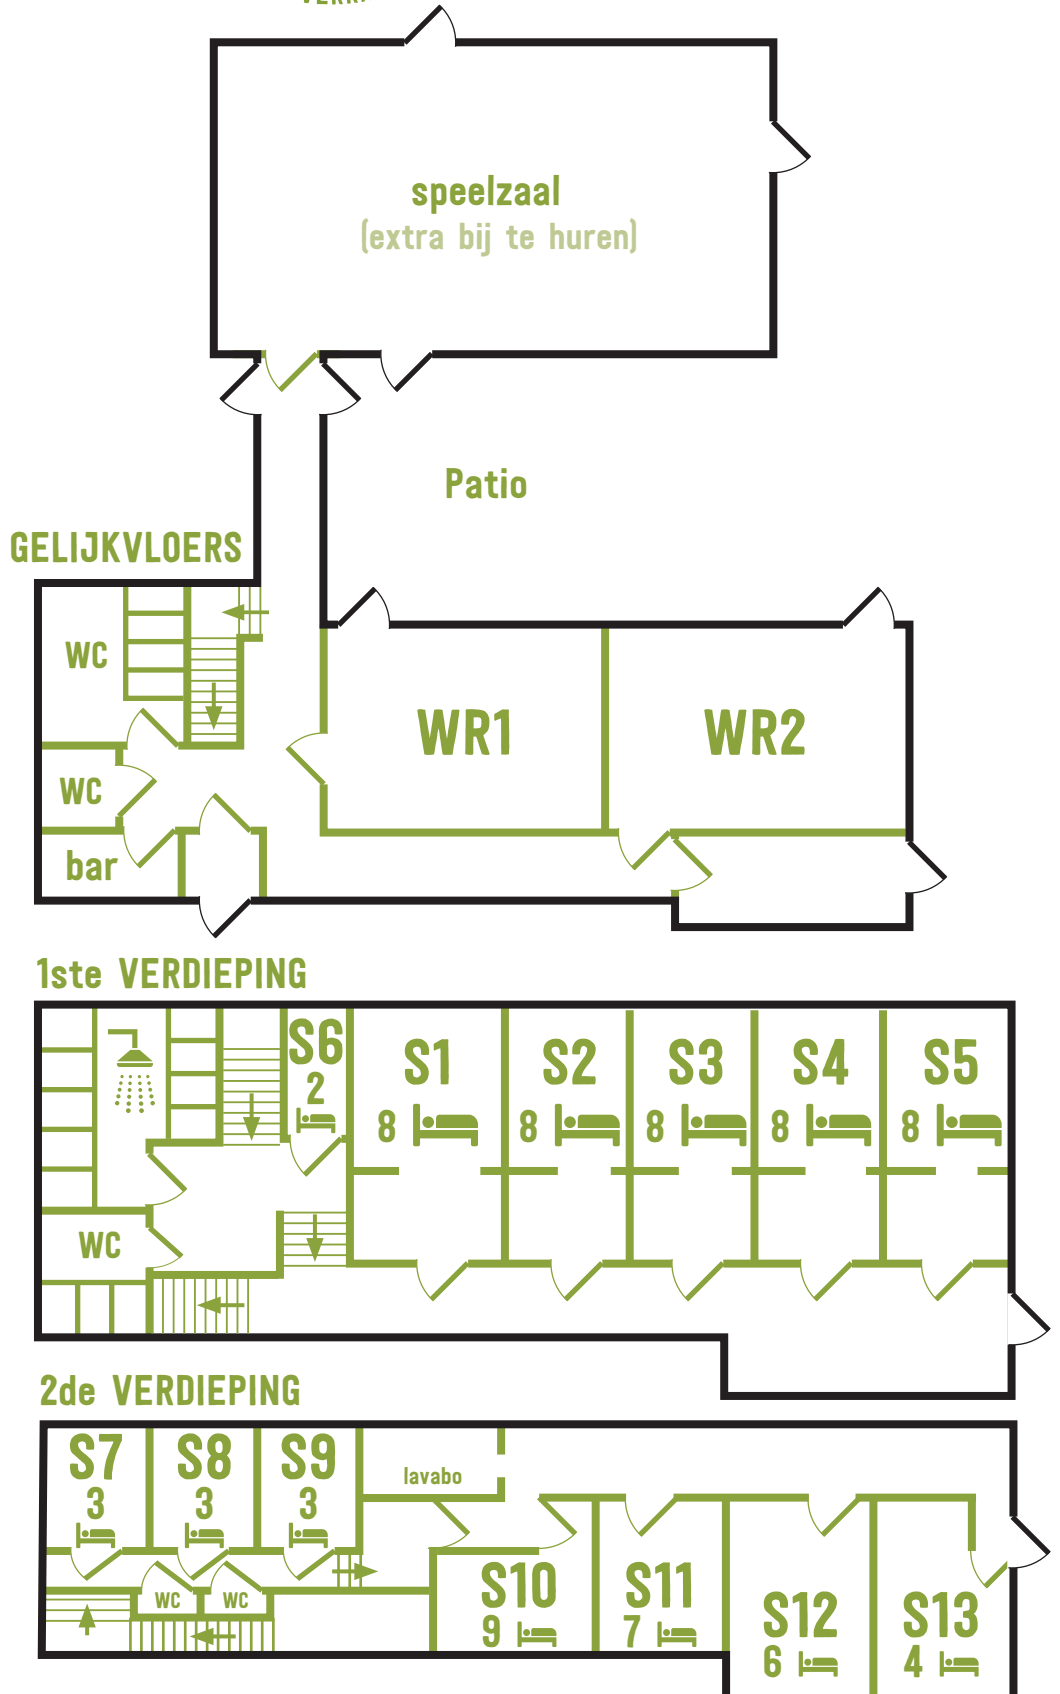 speelzaal
(extra bij te huren)
Patio
GELIJKVLOERS
WC
WR1
WR2
WC
bar
1ste VERDIEPING
S6
2
S1
8
S2
8
S3
8
S4
8
S5
8
WC
2de VERDIEPING
S7
3
S8
3
S9
3
lavabo
WC
WC
S10
9
S11
7
S12
6
S13
4